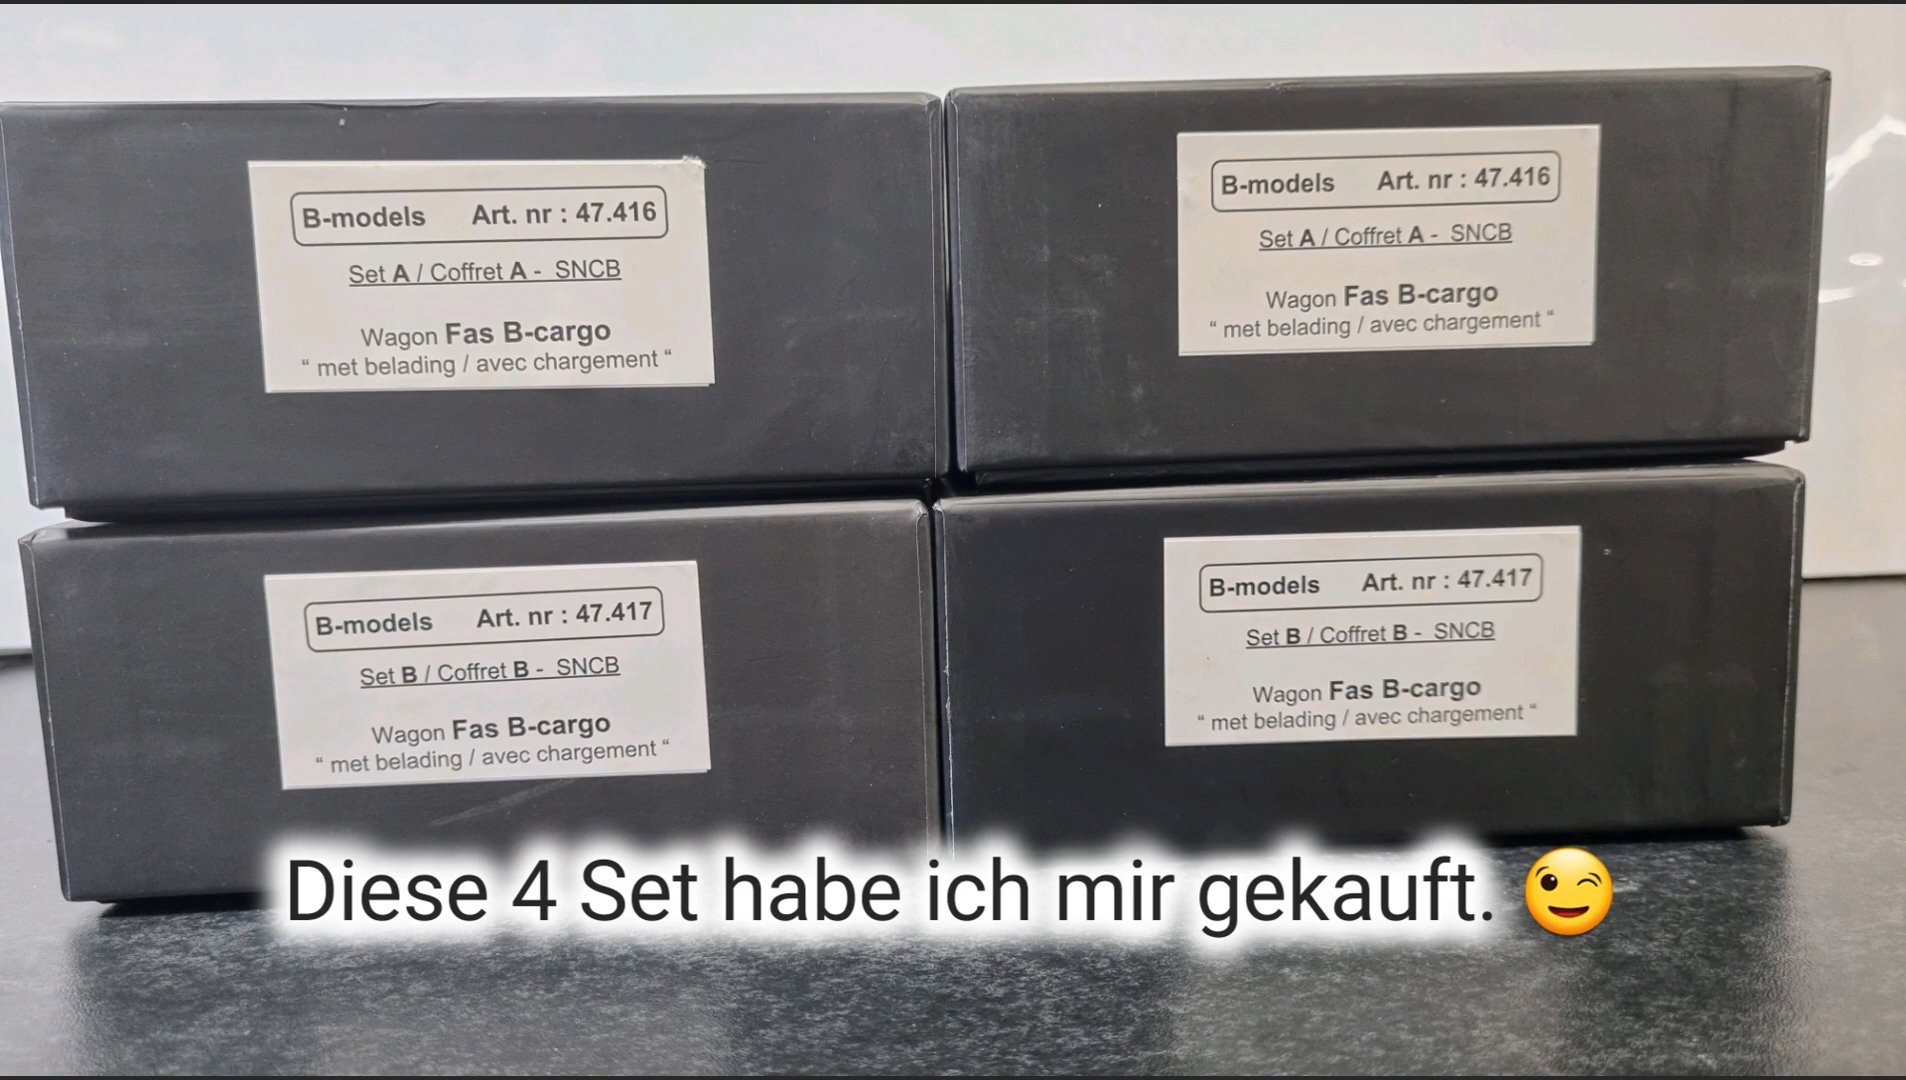 B-models Art. nr : 47.416
Set A / Coffret A - SNCB
Wagon Fas B-cargo
“ met belading / avec chargement “
B-models Art. nr : 47.416
Set A / Coffret A - SNCB
Wagon Fas B-cargo
“ met belading / avec chargement “
B-models Art. nr : 47.417
Set B / Coffret B - SNCB
Wagon Fas B-cargo
“ met belading / avec chargement “
B-models Art. nr : 47.417
Set B / Coffret B - SNCB
Wagon Fas B-cargo
“ met belading / avec chargement “
Diese 4 Set habe ich mir gekauft. 😉